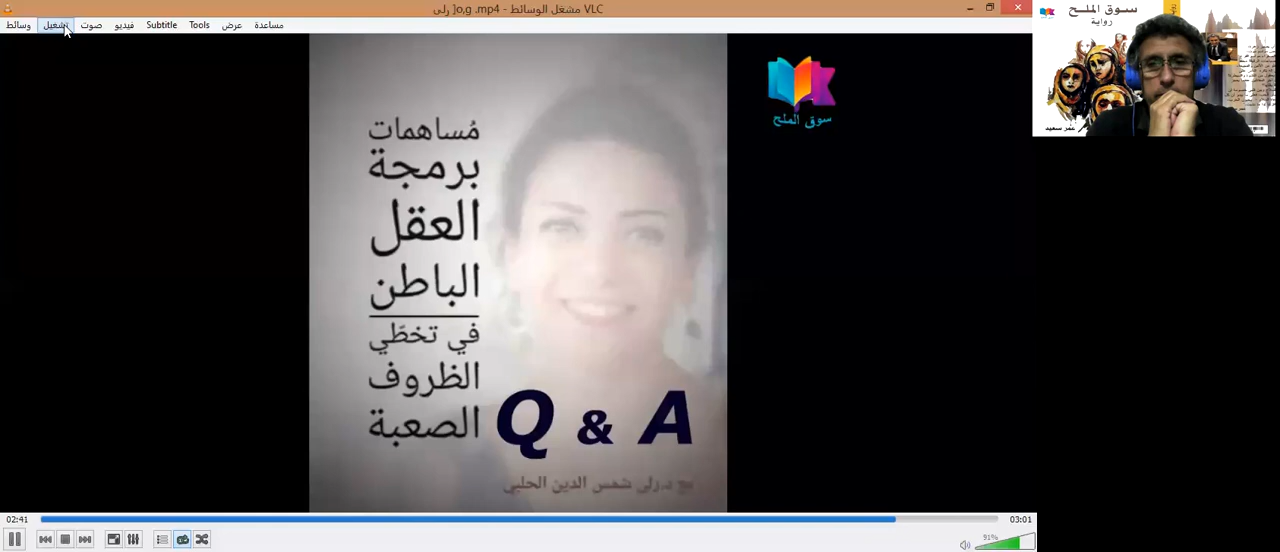 رلى o,g[ .mp4 - مشغل الوسائط VLC
وسائط تشغيل صوت فيديو Subtitle Tools عرض مساعدة
سوق الملح
مُساهمات
برمجة
العقل
الباطن
في تخطّي
الظروف
الصعبة
Q & A
مع د.رلى شمس الدين الحلبي
02:41
03:01
91%
سوق الملح
رواية
عمر سعيد